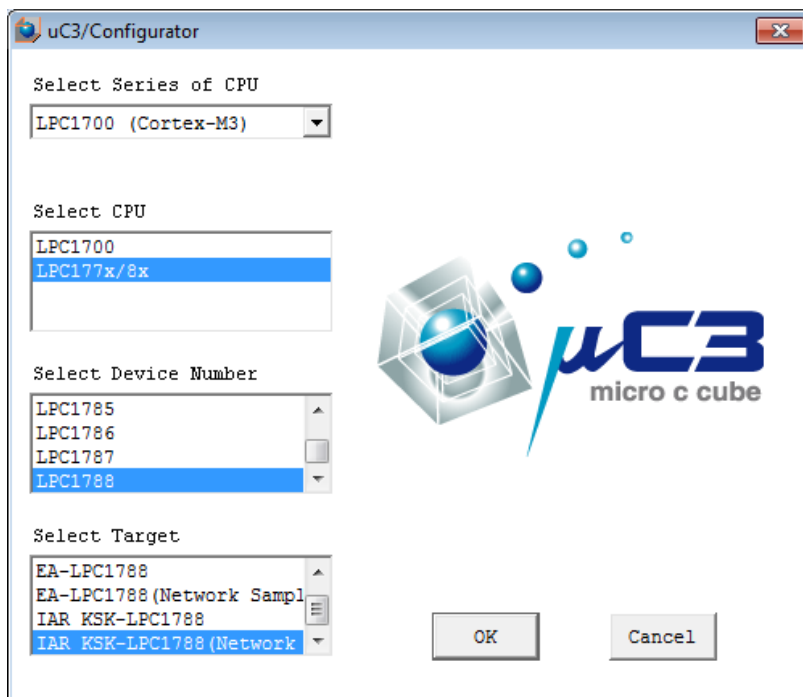 uC3/Configurator
Select Series of CPU
LPC1700 (Cortex-M3)
Select CPU
LPC1700
LPC177x/8x
Select Device Number
LPC1785
LPC1786
LPC1787
LPC1788
Select Target
EA-LPC1788
EA-LPC1788(Network Sampl
IAR KSK-LPC1788
IAR KSK-LPC1788(Network
μC3
micro c cube
OK
Cancel